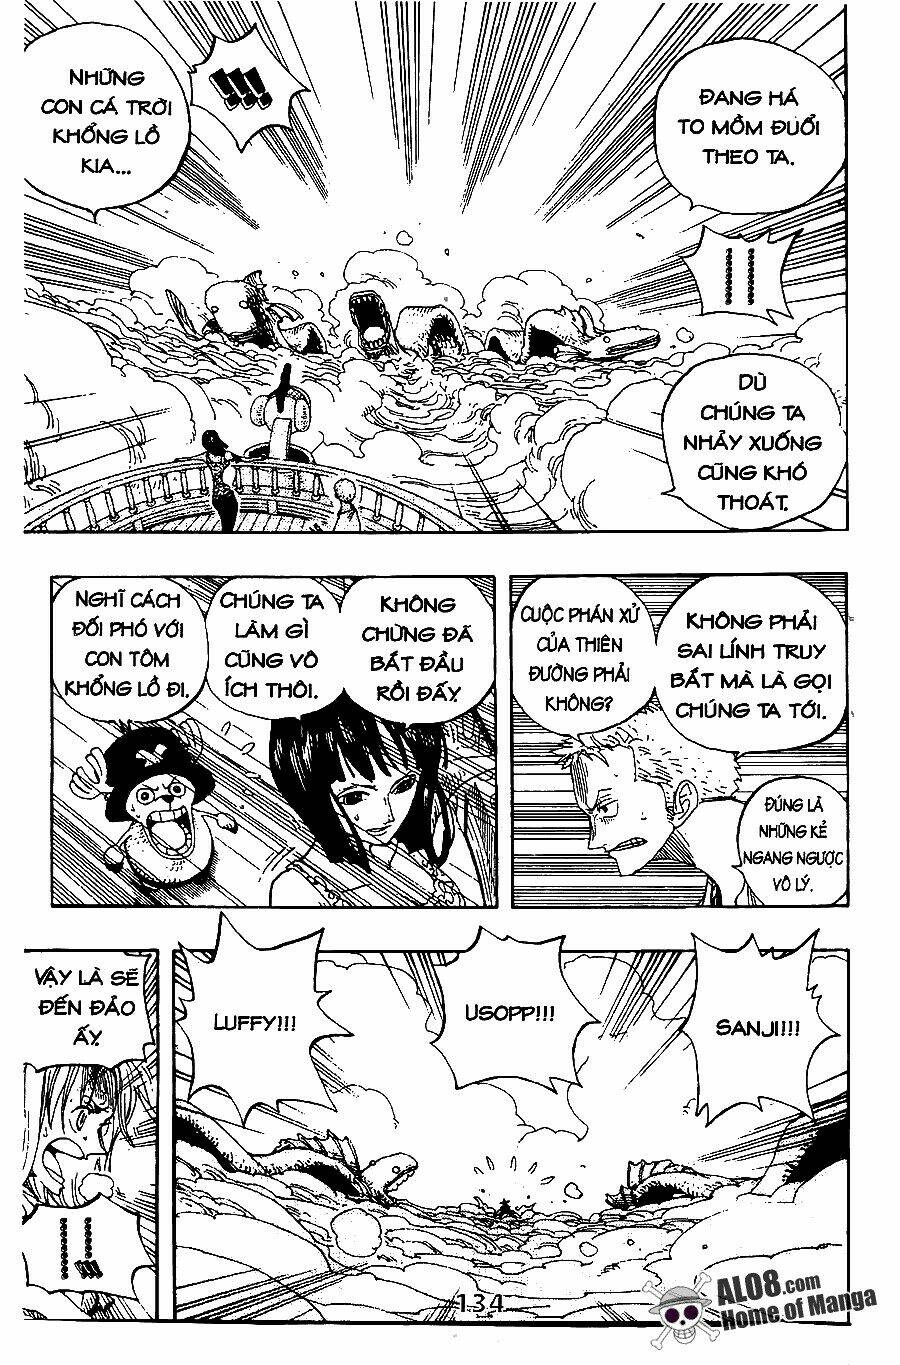 ĐANG HÁ
TO MỒM ĐUỔI
THEO TA.
!!!
NHỮNG
CON CÁ TRỜI
KHỔNG LỒ
KIA...
!!
DÙ
CHÚNG TA
NHẢY XUỐNG
CŨNG KHÓ
THOÁT.
KHÔNG PHẢI
SAI LÍNH TRUY
BẮT MÀ LÀ GỌI
CHÚNG TA TỚI.
CUỘC PHÁN XỬ
CỦA THIÊN
ĐƯỜNG PHẢI
KHÔNG?
ĐÚNG LÀ
NHỮNG KẺ
NGANG NGƯỢC
VÔ LÝ.
KHÔNG
CHỪNG ĐÃ
BẮT ĐẦU
RỒI ĐẤY.
CHÚNG TA
LÀM GÌ
CŨNG VÔ
ÍCH THÔI.
NGHĨ CÁCH
ĐỐI PHÓ VỚI
CON TÔM
KHỔNG LỒ ĐI.
SANJI!!!
USOPP!!!
LUFFY!!!
VẬY LÀ SẼ
ĐẾN ĐẢO
ẤY.
!!
134
AL08.com
Home of Manga